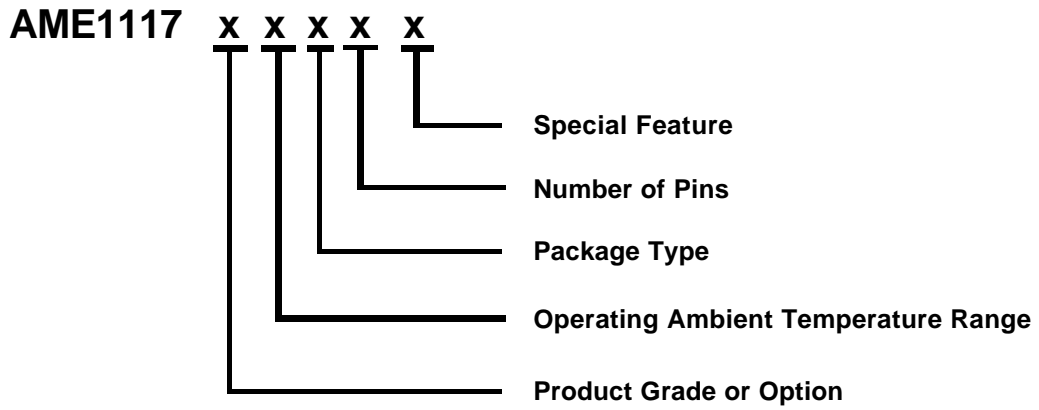 AME1117 x x x x x
Special Feature
Number of Pins
Package Type
Operating Ambient Temperature Range
Product Grade or Option